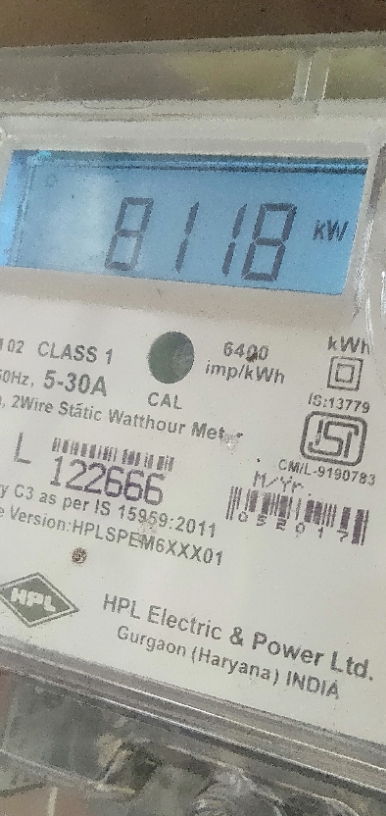 8118 kW
02 CLASS 1
6400 imp/kWh
kWh
50Hz, 5-30A
CAL
IS:13779
2Wire Static Watthour Meter
ISI
CM/L-9190783
L 122666
M/Yr.
052017
C3 as per IS 15959:2011
Version:HPLSPEM6XXX01
HPL
HPL Electric & Power Ltd.
Gurgaon (Haryana) INDIA